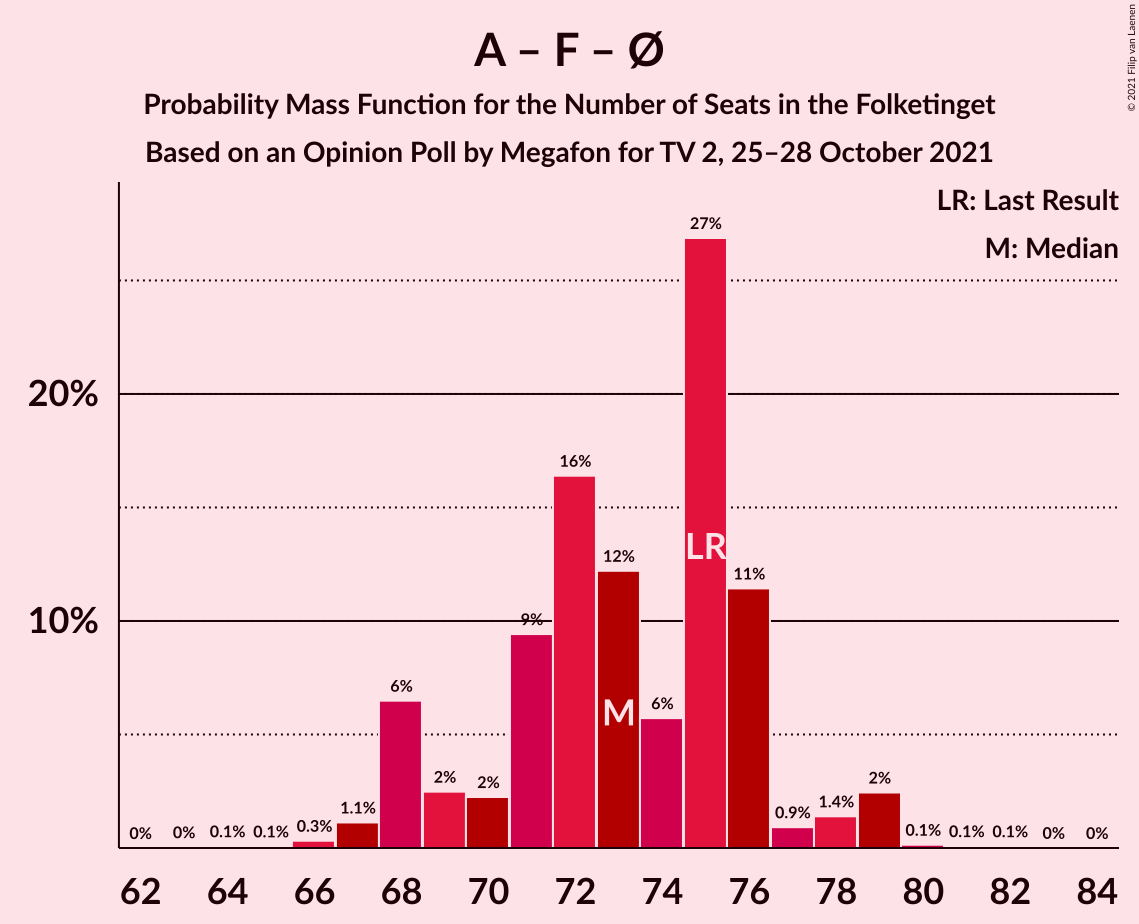 A – F – Ø
Probability Mass Function for the Number of Seats in the Folketinget
Based on an Opinion Poll by Megafon for TV 2, 25–28 October 2021
© 2021 Filip van Laenen
LR: Last Result
M: Median
20%
10%
0%
0%
0.1%
0.1%
0.3%
1.1%
6%
2%
2%
9%
16%
12%
6%
27%
11%
0.9%
1.4%
2%
0.1%
0.1%
0.1%
0%
0%
M
LR
62 64 66 68 70 72 74 76 78 80 82 84